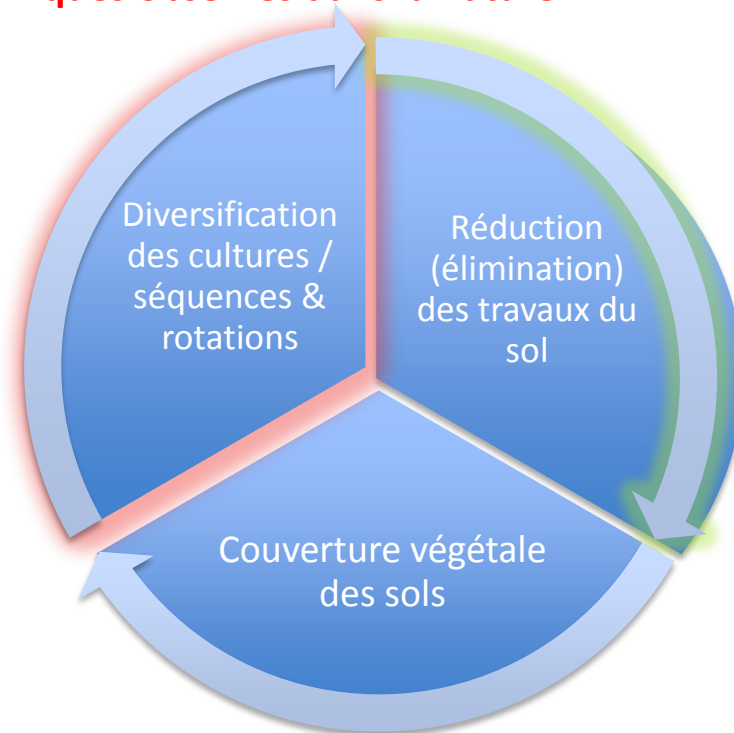 Diversification
des cultures /
séquences &
rotations
Réduction
(élimination)
des travaux du
sol
Couverture végétale
des sols